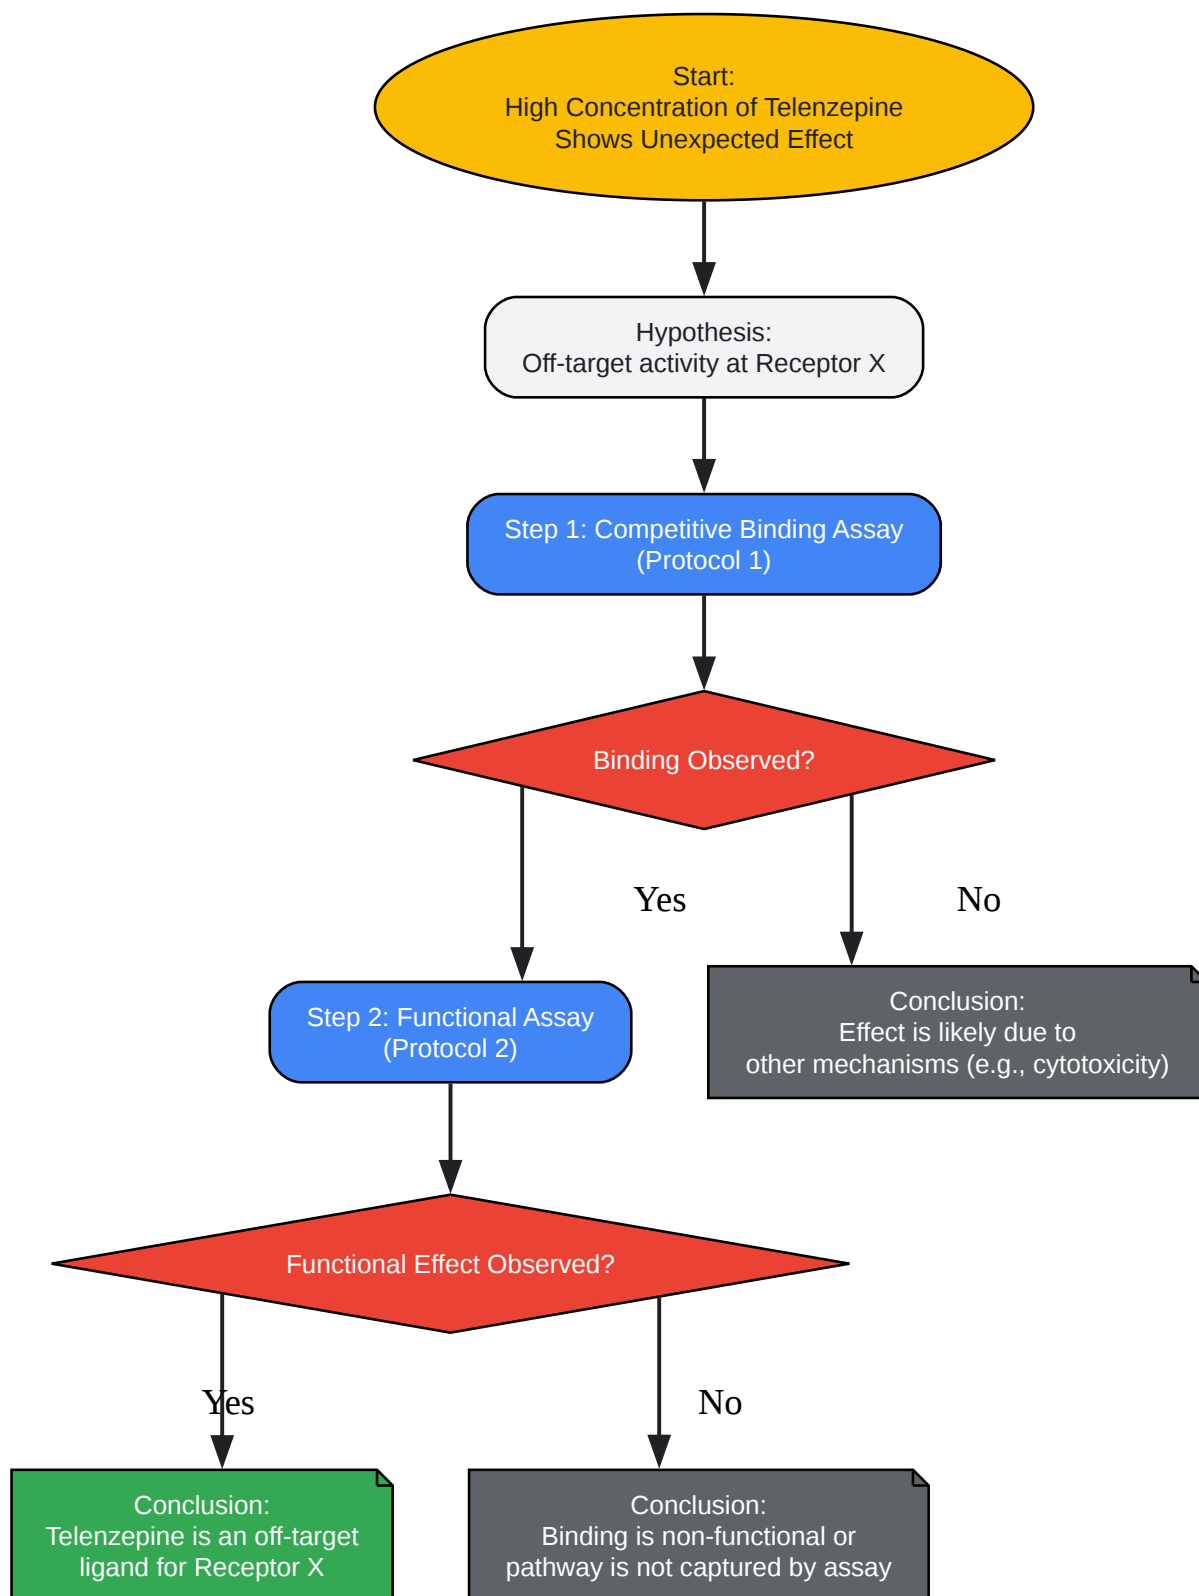 Start:
High Concentration of Telenzepine
Shows Unexpected Effect
Hypothesis:
Off-target activity at Receptor X
Step 1: Competitive Binding Assay
(Protocol 1)
Binding Observed?
Yes
No
Step 2: Functional Assay
(Protocol 2)
Conclusion:
Effect is likely due to
other mechanisms (e.g., cytotoxicity)
Functional Effect Observed?
Yes
No
Conclusion:
Telenzepine is an off-target
ligand for Receptor X
Conclusion:
Binding is non-functional or
pathway is not captured by assay